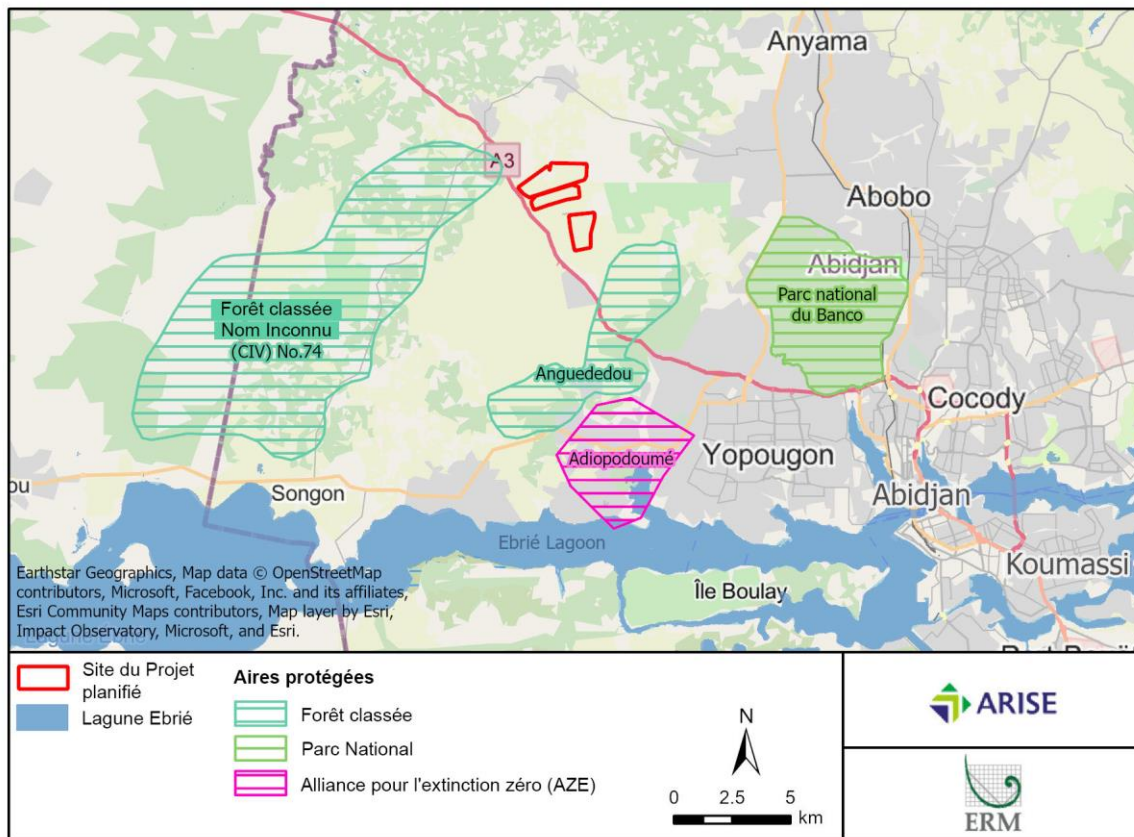 Anyama
A3
Abobo
Abidjan
Parc national
du Banco
Forêt classée
Nom Inconnu
(CIV) No.74
Anguededou
Cocody
Adiopodoumé
Yopougon
ou
Songon
Abidjan
Ebrié Lagoon
Koumassi
Île Boulay
Earthstar Geographics, Map data © OpenStreetMap
contributors, Microsoft, Facebook, Inc. and its affiliates,
Esri Community Maps contributors, Map layer by Esri,
Impact Observatory, Microsoft, and Esri.
Site du Projet
planifié
Lagune Ebrié
Aires protégées
Forêt classée
Parc National
Alliance pour l'extinction zéro (AZE)
N
0 2.5 5
km
ARISE
ERM